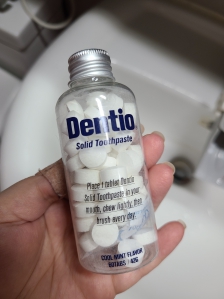 Dentio
Solid Toothpaste
Place 1 tablet Dentio
Solid Toothpaste in your
mouth, chew lightly, then
brush every day.
COOL MINT FLAVOR